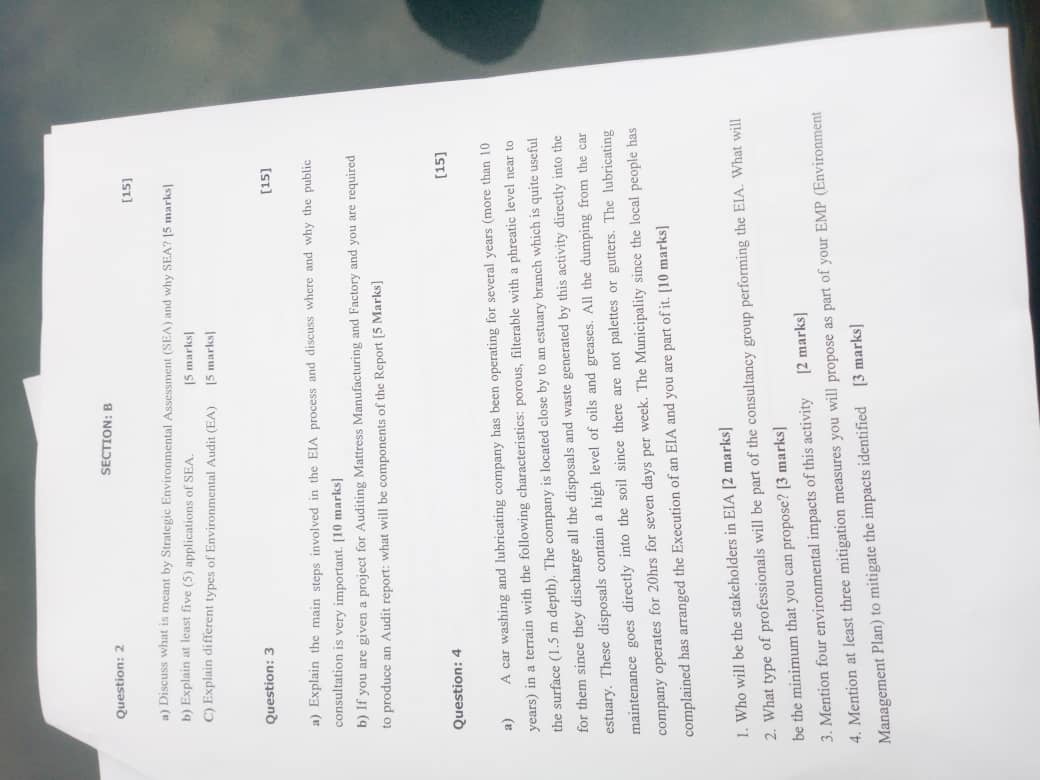 SECTION: B
Question: 2
[15]
a) Discuss what is meant by Strategic Environmental Assessment (SEA) and why SEA? [5 marks]
b) Explain at least five (5) applications of SEA. [5 marks]
C) Explain different types of Environmental Audit (EA) [5 marks]
Question: 3 [15]
a) Explain the main steps involved in the EIA process and discuss where and why the public
consultation is very important. [10 marks]
b) If you are given a project for Auditing Mattress Manufacturing and Factory and you are required
to produce an Audit report: what will be components of the Report [5 Marks]
Question: 4 [15]
a) A car washing and lubricating company has been operating for several years (more than 10
years) in a terrain with the following characteristics: porous, filterable with a phreatic level near to
the surface (1.5 m depth). The company is located close by to an estuary branch which is quite useful
for them since they discharge all the disposals and waste generated by this activity directly into the
estuary. These disposals contain a high level of oils and greases. All the dumping from the car
maintenance goes directly into the soil since there are not palettes or gutters. The lubricating
company operates for 20hrs for seven days per week. The Municipality since the local people has
complained has arranged the Execution of an EIA and you are part of it. [10 marks]
1. Who will be the stakeholders in EIA [2 marks]
2. What type of professionals will be part of the consultancy group performing the EIA. What will
be the minimum that you can propose? [3 marks]
3. Mention four environmental impacts of this activity [2 marks]
4. Mention at least three mitigation measures you will propose as part of your EMP (Environment
Management Plan) to mitigate the impacts identified [3 marks]